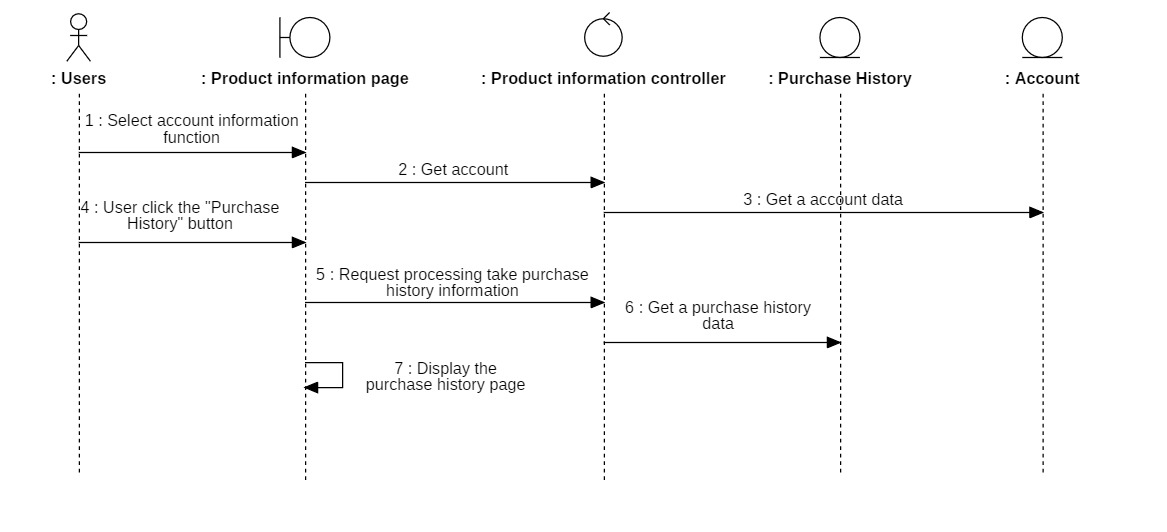 : Users
: Product information page
: Product information controller
: Purchase History
: Account
1 : Select account information
function
2 : Get account
3 : Get a account data
4 : User click the "Purchase
History" button
5 : Request processing take purchase
history information
6 : Get a purchase history
data
7 : Display the
purchase history page